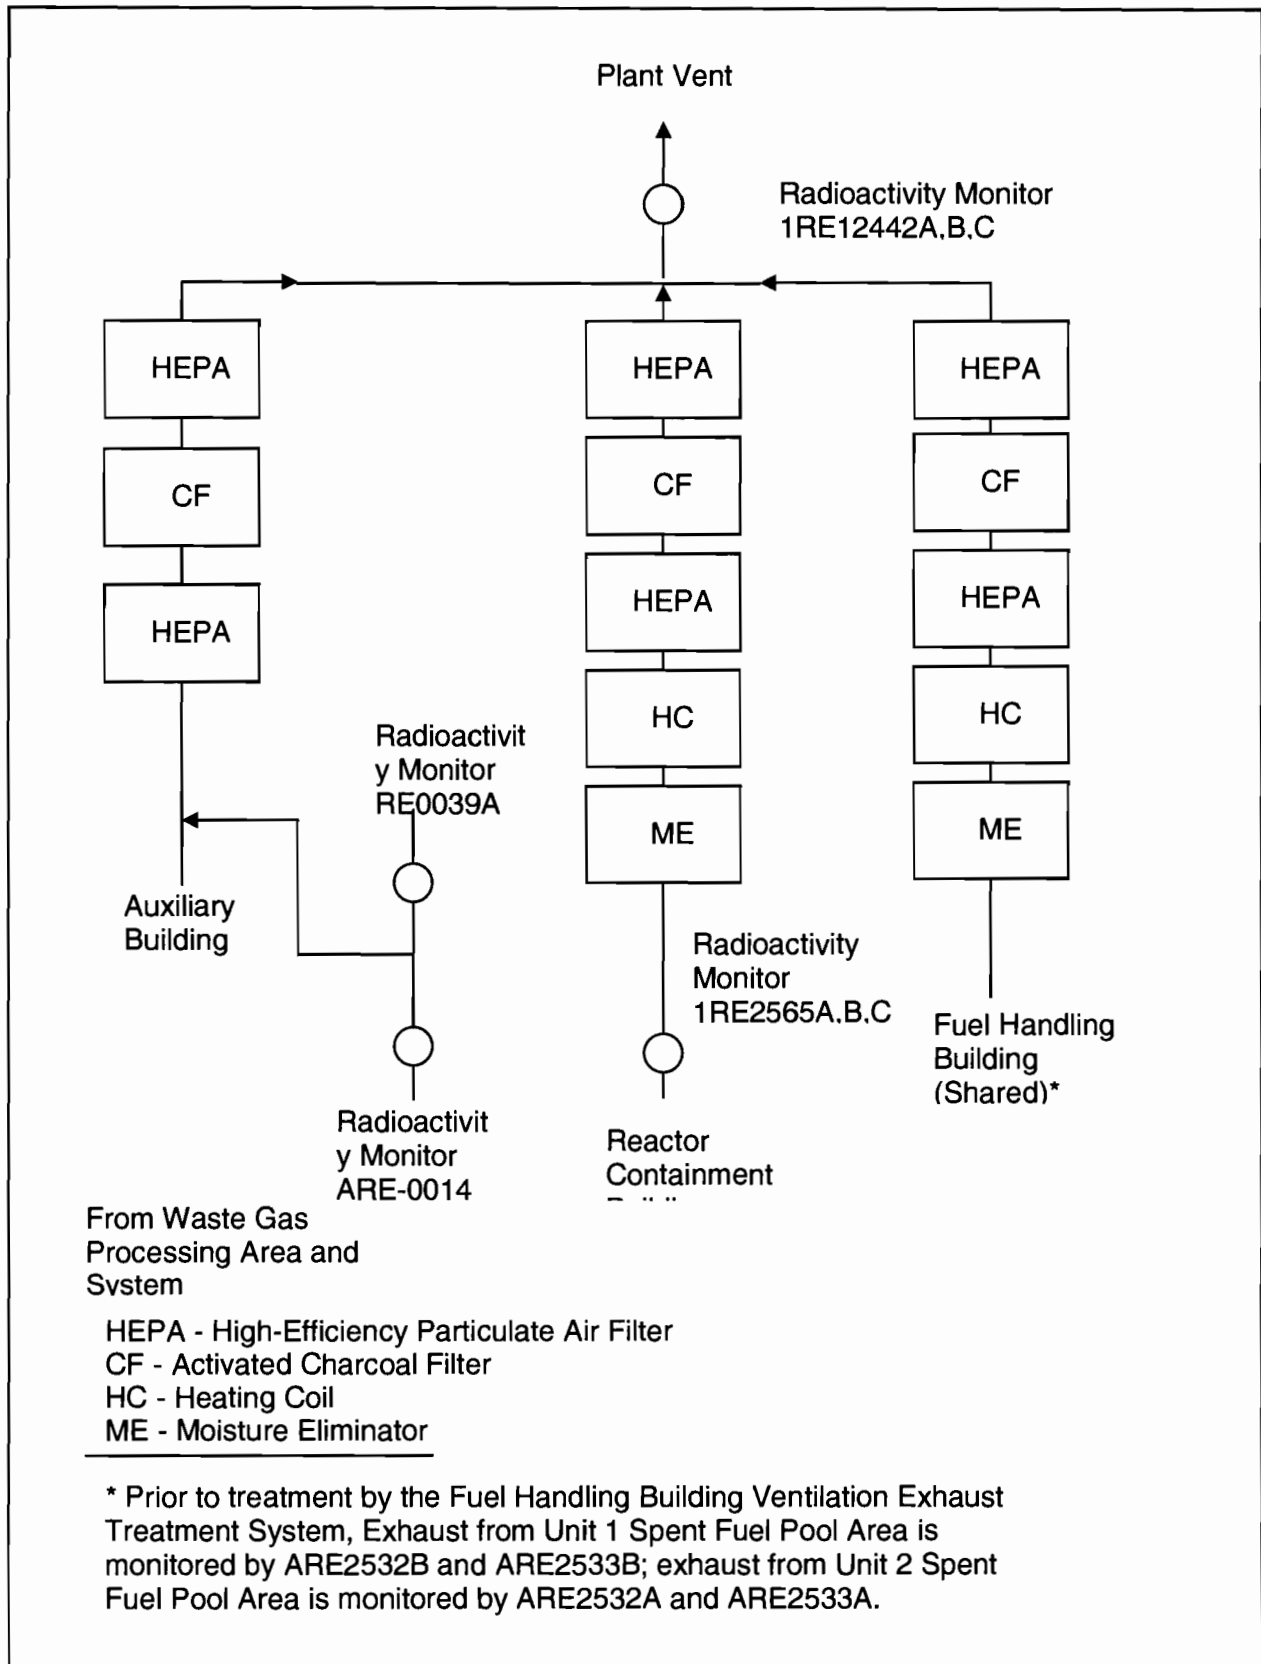 Plant Vent
Radioactivity Monitor
1RE12442A,B,C
HEPA
HEPA
HEPA
CF
CF
CF
HEPA
HEPA
HEPA
HC
HC
Radioactivit
y Monitor
RE0039A
ME
ME
Auxiliary
Building
Radioactivity
Monitor
1RE2565A,B,C
Fuel Handling
Building
(Shared)*
Radioactivit
y Monitor
ARE-0014
Reactor
Containment
From Waste Gas
Processing Area and
System
HEPA - High-Efficiency Particulate Air Filter
CF - Activated Charcoal Filter
HC - Heating Coil
ME - Moisture Eliminator
* Prior to treatment by the Fuel Handling Building Ventilation Exhaust
Treatment System, Exhaust from Unit 1 Spent Fuel Pool Area is
monitored by ARE2532B and ARE2533B; exhaust from Unit 2 Spent
Fuel Pool Area is monitored by ARE2532A and ARE2533A.